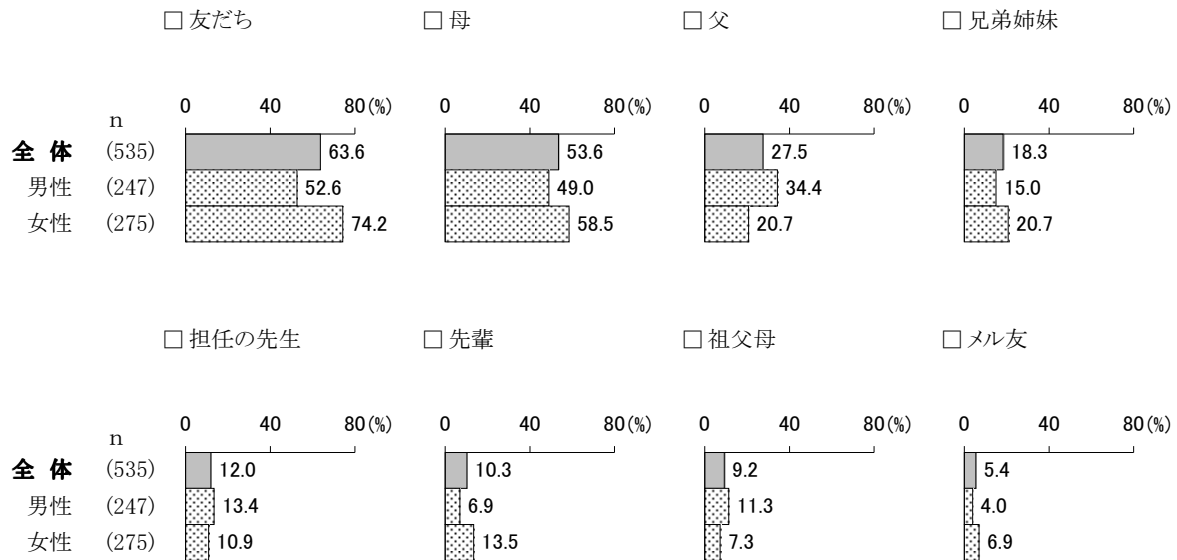 □ 友だち □ 母 □ 父 □ 兄弟姉妹
0 40 80(%) 0 40 80(%) 0 40 80(%) 0 40 80(%)
n
全 体 (535) 63.6 53.6 27.5 18.3
男性 (247) 52.6 49.0 34.4 15.0
女性 (275) 74.2 58.5 20.7 20.7
□ 担任の先生 □ 先輩 □ 祖父母 □ メル友
0 40 80(%) 0 40 80(%) 0 40 80(%) 0 40 80(%)
n
全 体 (535) 12.0 10.3 9.2 5.4
男性 (247) 13.4 6.9 11.3 4.0
女性 (275) 10.9 13.5 7.3 6.9